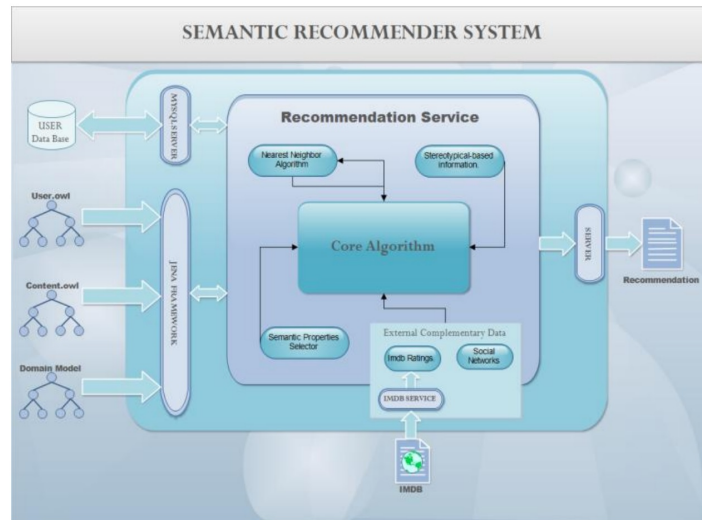 SEMANTIC RECOMMENDER SYSTEM
USER
Data Base
MYSQL SERVER
Recommendation Service
Nearest Neighbor
Algorithm
Stereotypical-based
information.
User.owl
Core Algorithm
JENA FRAMEWORK
SERVER
Recommendation
Content.owl
Semantic Properties
Selector
External Complementary Data
Imdb Ratings
Social
Networks
Domain Model
IMDB SERVICE
IMDB